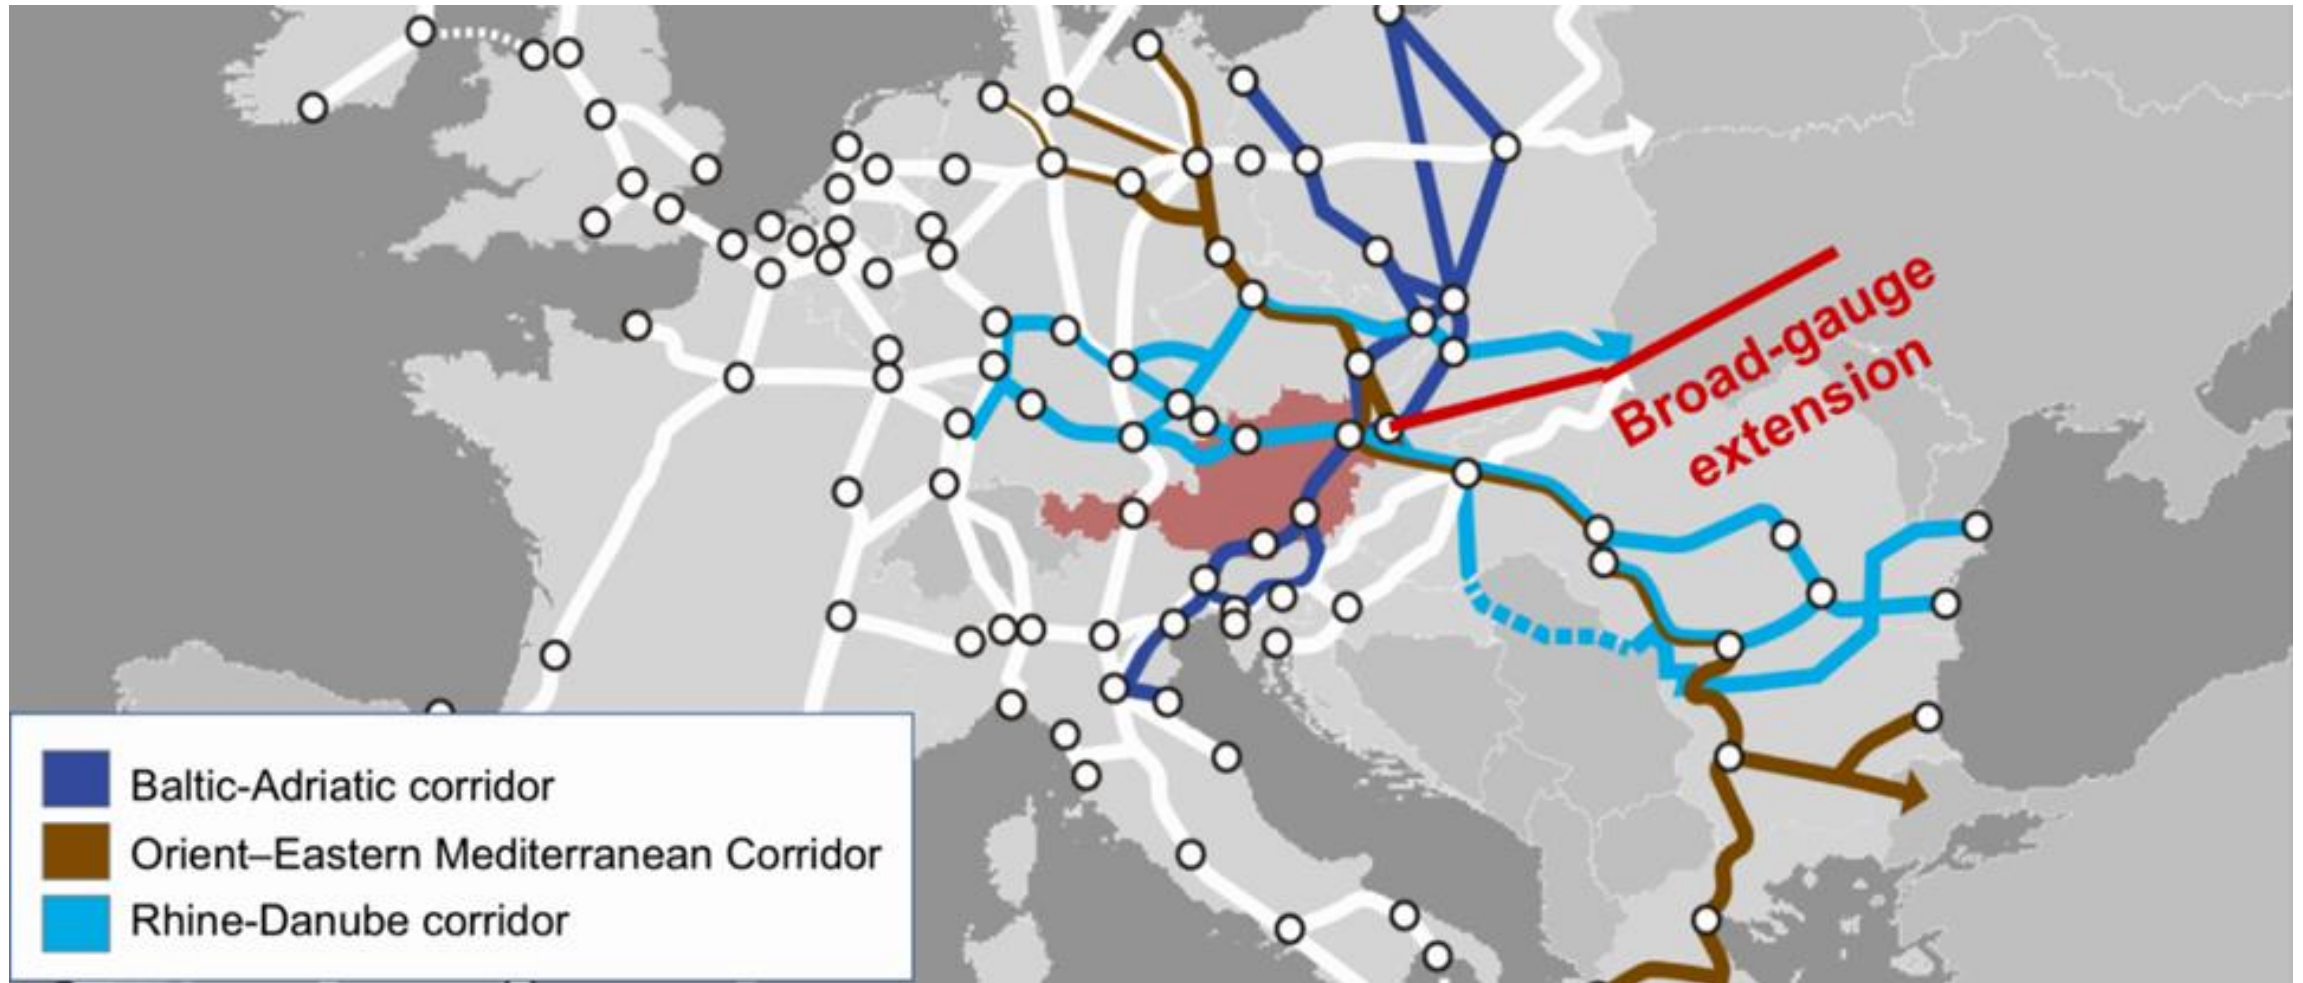 Broad-gauge
extension
Baltic-Adriatic corridor
Orient–Eastern Mediterranean Corridor
Rhine-Danube corridor